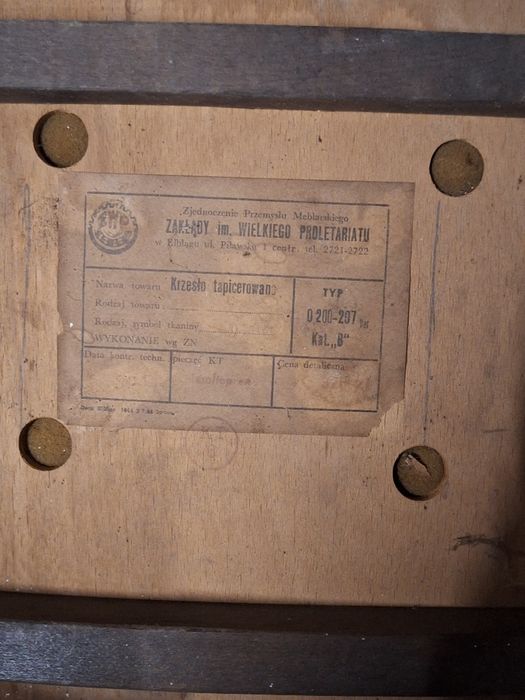 ZWP
Zjednoczenie Przemysłu Meblarskiego
ZAKŁADY im. WIELKIEGO PROLETARIATU
w Elblągu ul. Pilawska 1 centr. tel. 2721-2722
Nazwa towaru Krzesło tapicerowane
Rodzaj towaru
Rodzaj, symbol tkaniny
WYKONANIE wg ZN
TYP
0 200-297
Kat. „B"
Data kontr. techn.
pieczęć KT
Cena detaliczna